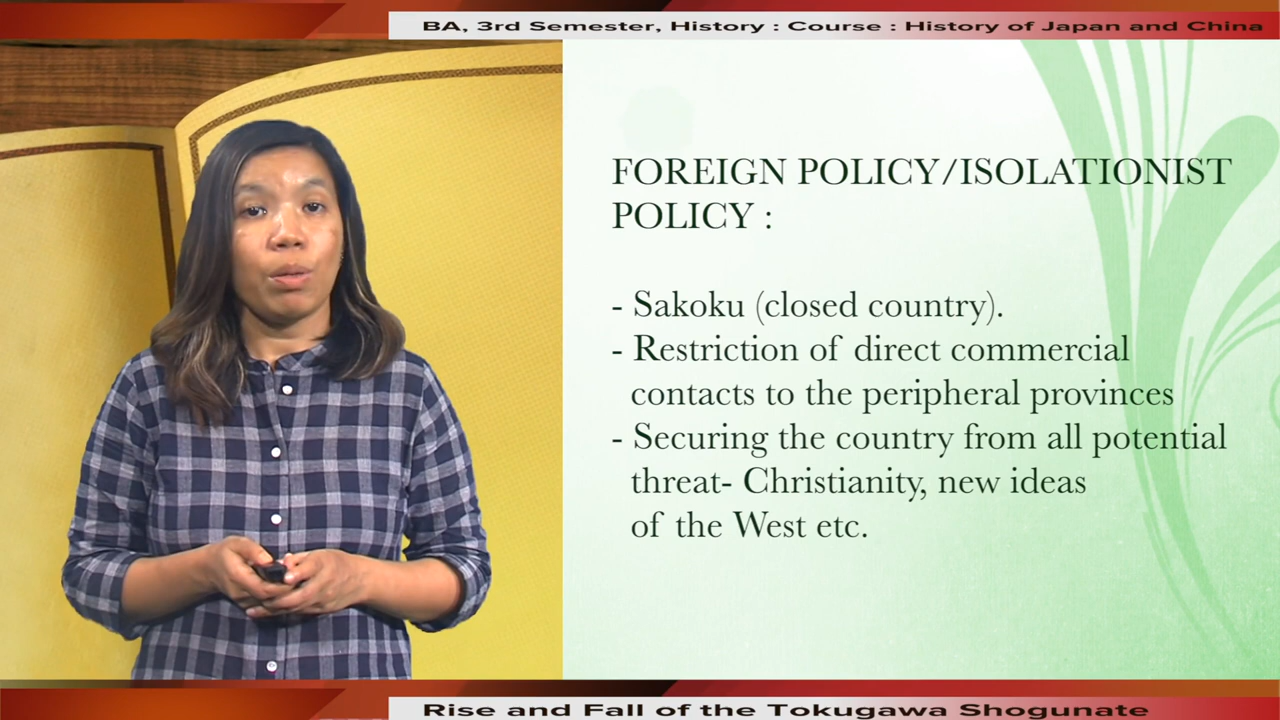 BA, 3rd Semester, History : Course : History of Japan and China
FOREIGN POLICY/ISOLATIONIST
POLICY :
- Sakoku (closed country).
- Restriction of direct commercial
contacts to the peripheral provinces
- Securing the country from all potential
threat- Christianity, new ideas
of the West etc.
Rise and Fall of the Tokugawa Shogunate